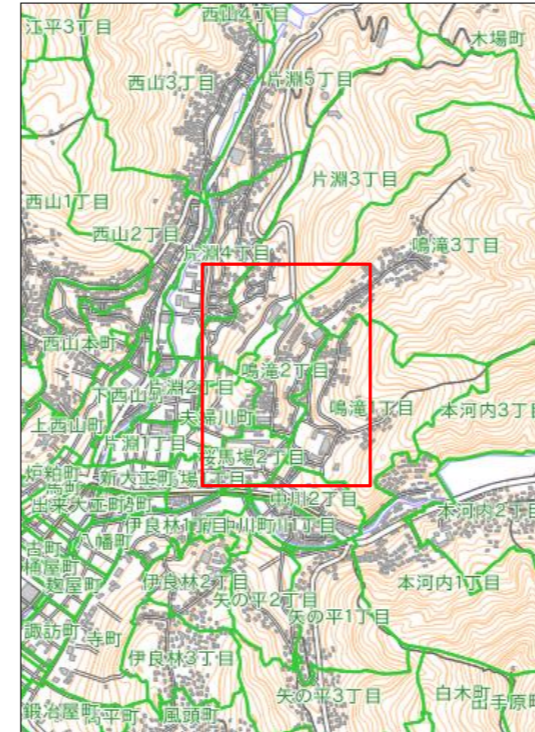 西山4丁目
江平3丁目
木場町
西山3丁目
片淵5丁目
片淵3丁目
西山1丁目
西山2丁目
鳴滝3丁目
片淵4丁目
西山本町
鳴滝2丁目
片淵2丁目
下西山
鳴滝1丁目
本河内3丁目
夫婦川町
上西山町
片淵1丁目
桜馬場2丁目
炉粕町
新大工町
中川2丁目
出来大工町
本河内2丁目
伊良林1丁目
中川1丁目
八幡町
古町
桶屋町
麹屋町
伊良林2丁目
本河内1丁目
矢の平2丁目
矢の平1丁目
諏訪町
寺町
伊良林3丁目
矢の平3丁目
白木町
鍛冶屋町
風頭町